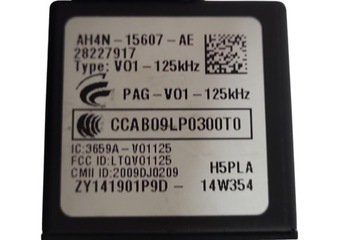 AH4N-15607-AE
28227917
Type: V01-125kHz
PAG-V01-125kHz
CCAB09LP0300T0
IC:3659A-V01125
FCC ID:LTQV01125
CMII ID:2009DJ0209
H5PLA
ZY141901P9D - 14W354